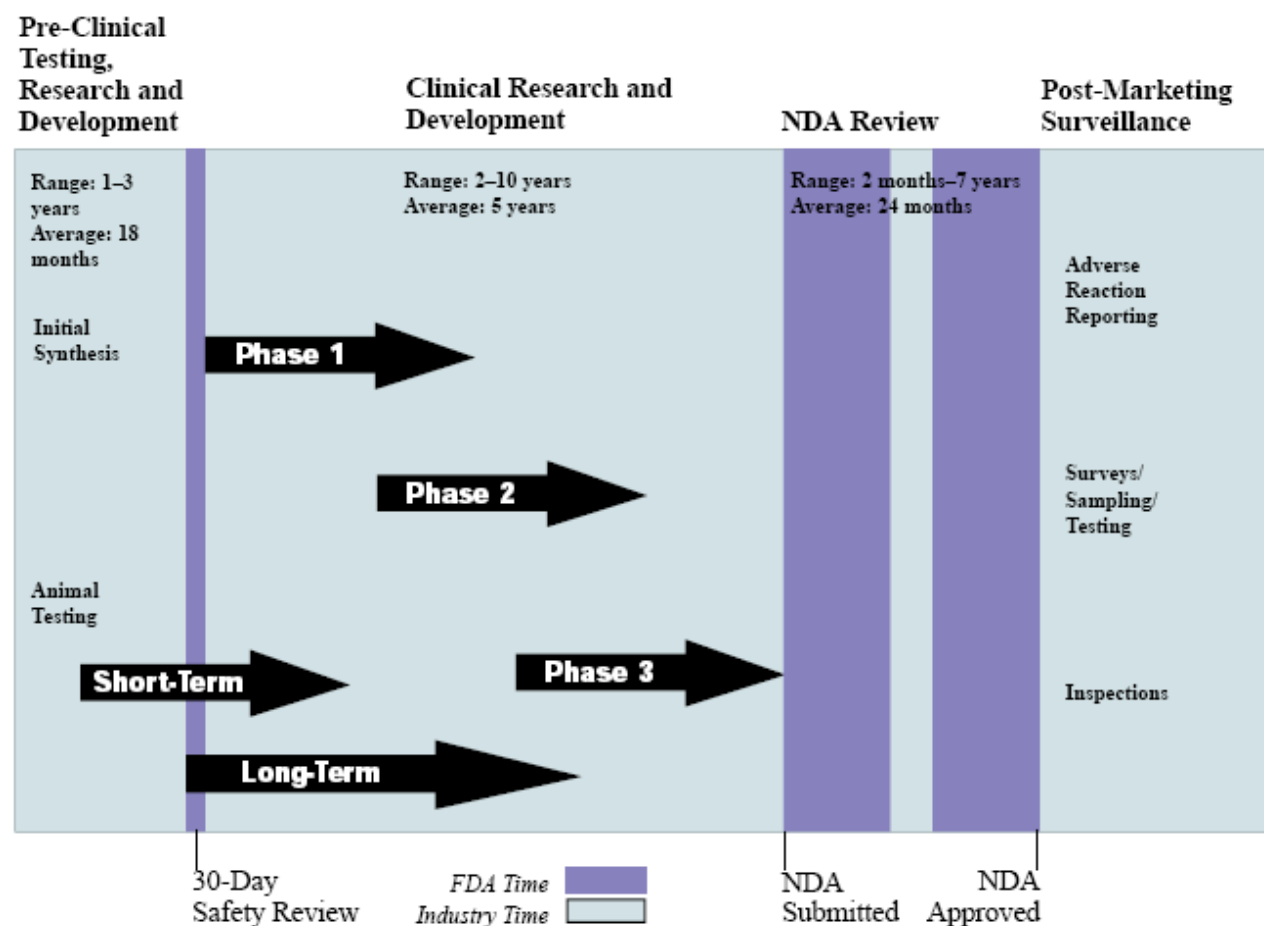 Pre-Clinical
Testing,
Research and
Development
Clinical Research and
Development
NDA Review
Post-Marketing
Surveillance
Range: 1–3
years
Average: 18
months
Range: 2–10 years
Average: 5 years
Range: 2 months–7 years
Average: 24 months
Adverse
Reaction
Reporting
Initial
Synthesis
Phase 1
Phase 2
Surveys/
Sampling/
Testing
Animal
Testing
Short-Term
Phase 3
Inspections
Long-Term
30-Day
Safety Review
FDA Time
Industry Time
NDA
Submitted
NDA
Approved